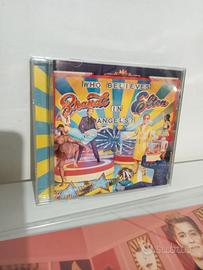 WHO BELIEVES
Brandi IN Elton
ANGELS?